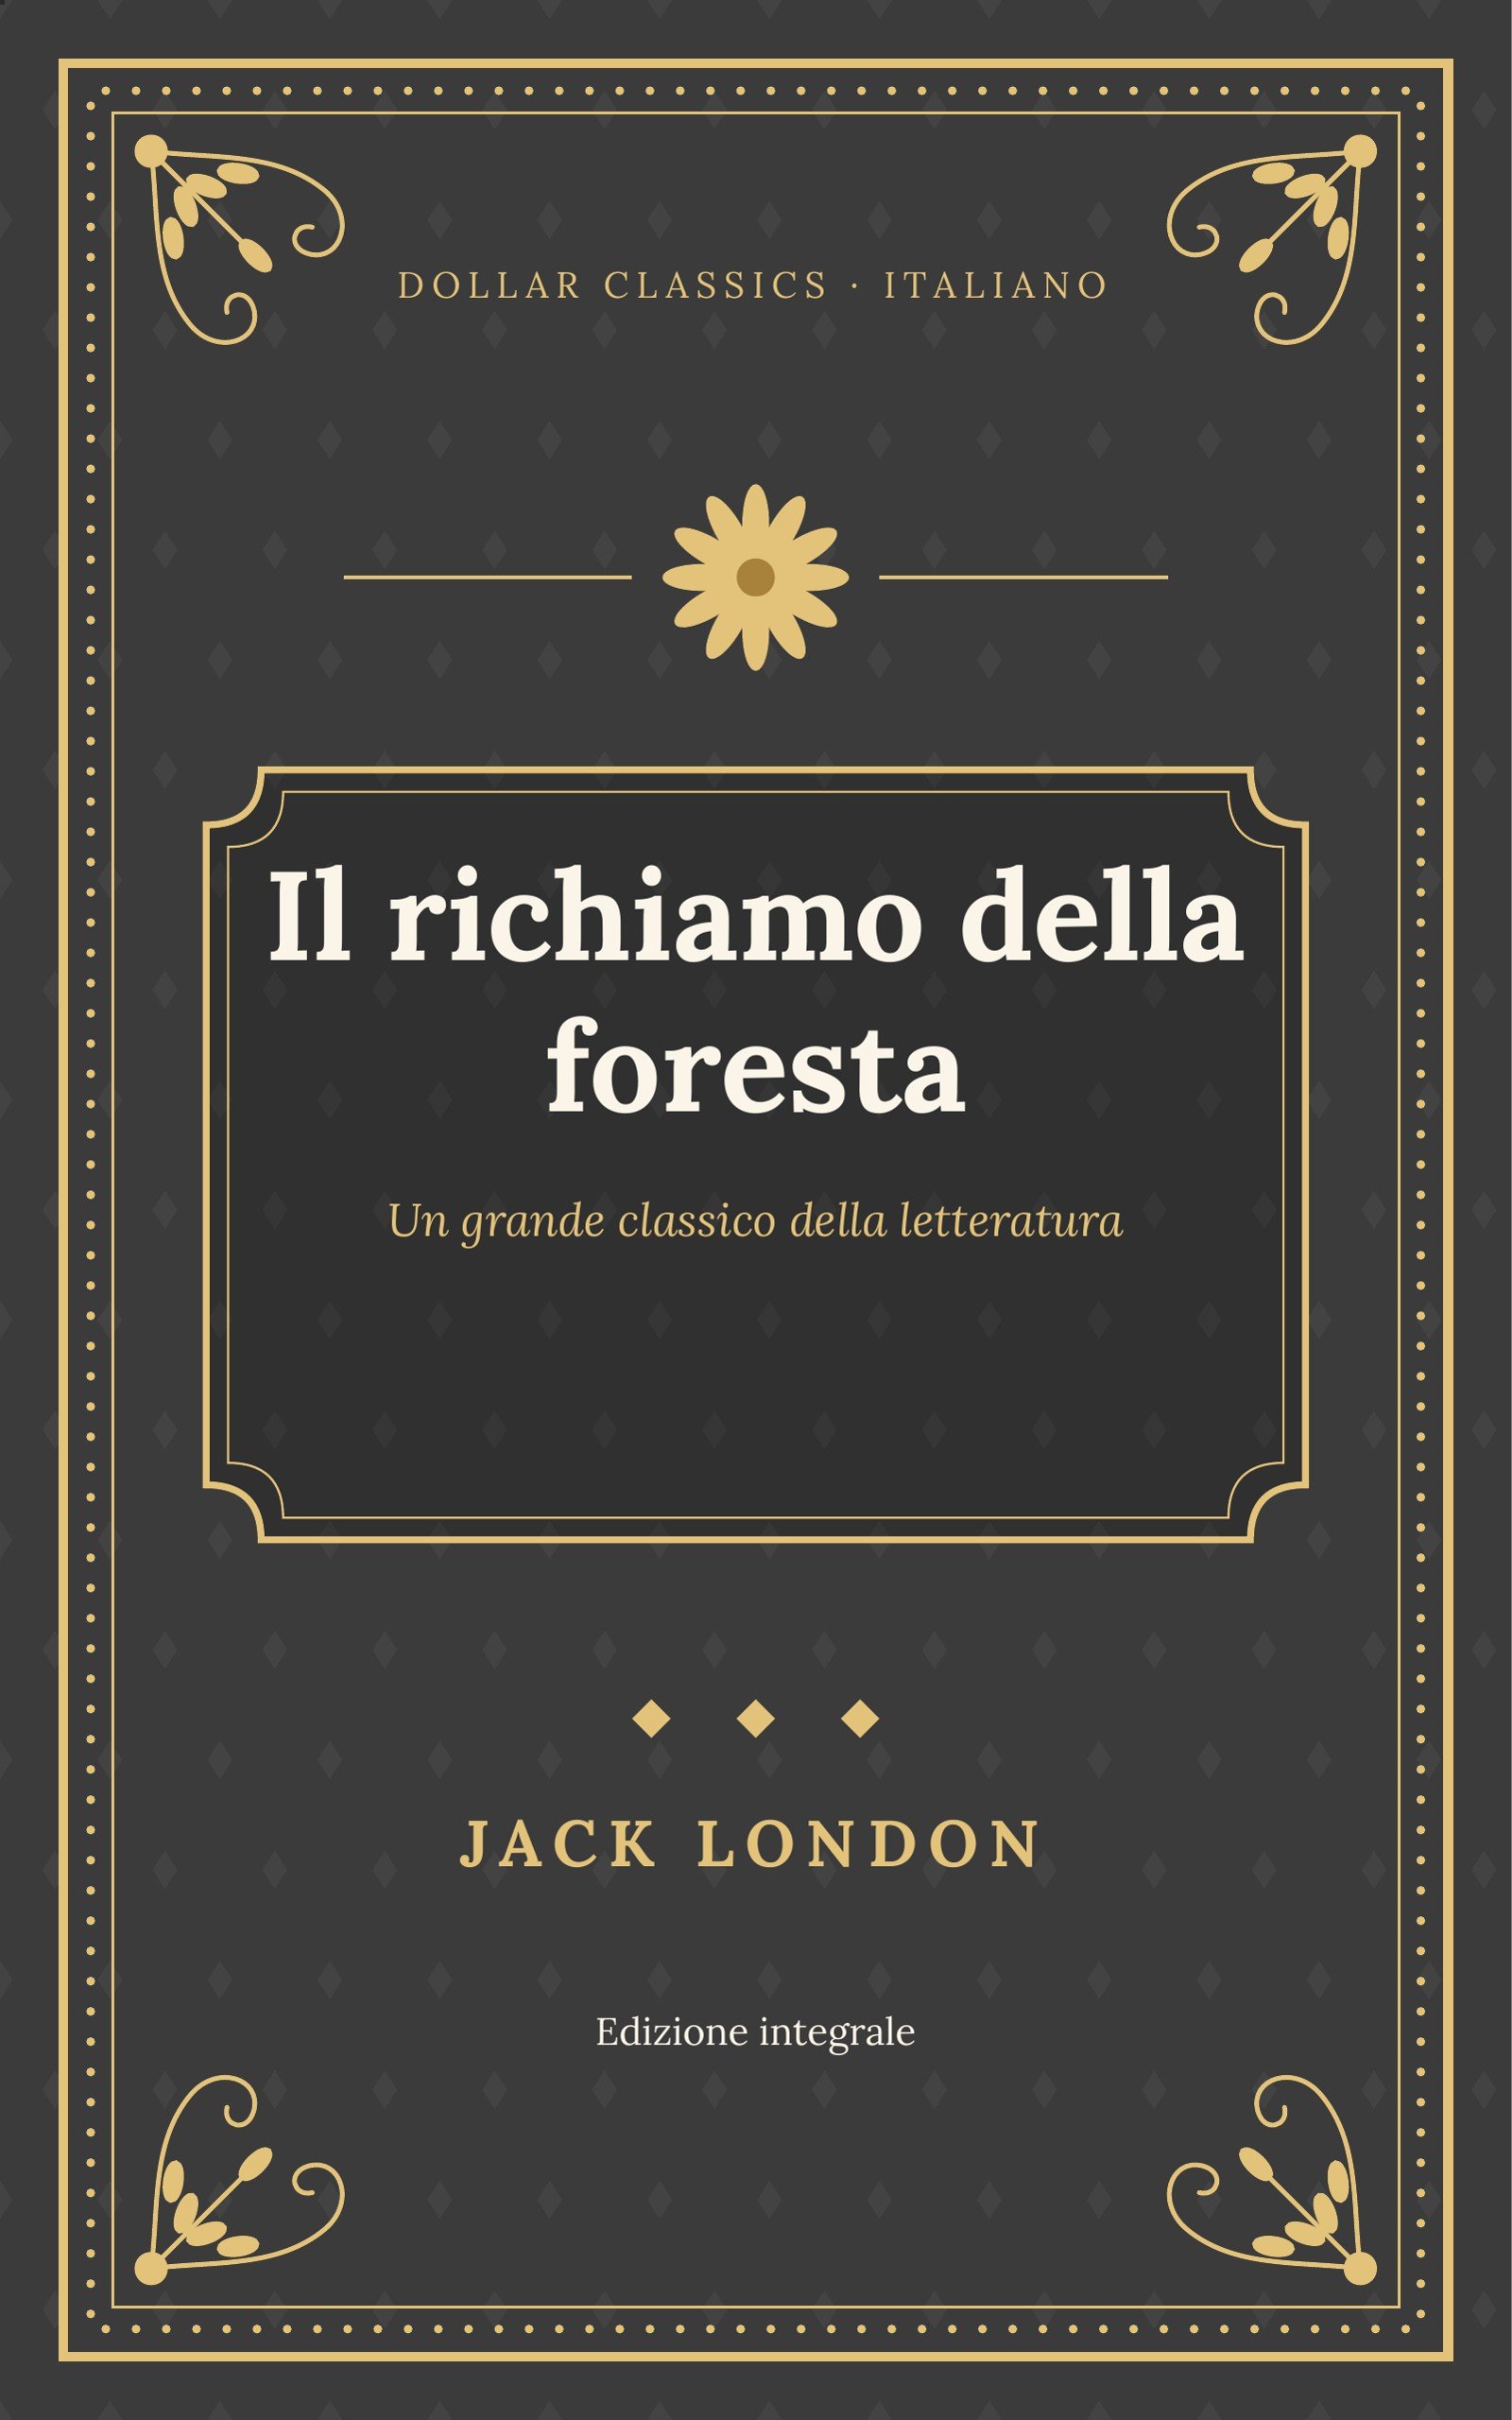 DOLLAR CLASSICS · ITALIANO
Il richiamo della
foresta
Un grande classico della letteratura
JACK LONDON
Edizione integrale